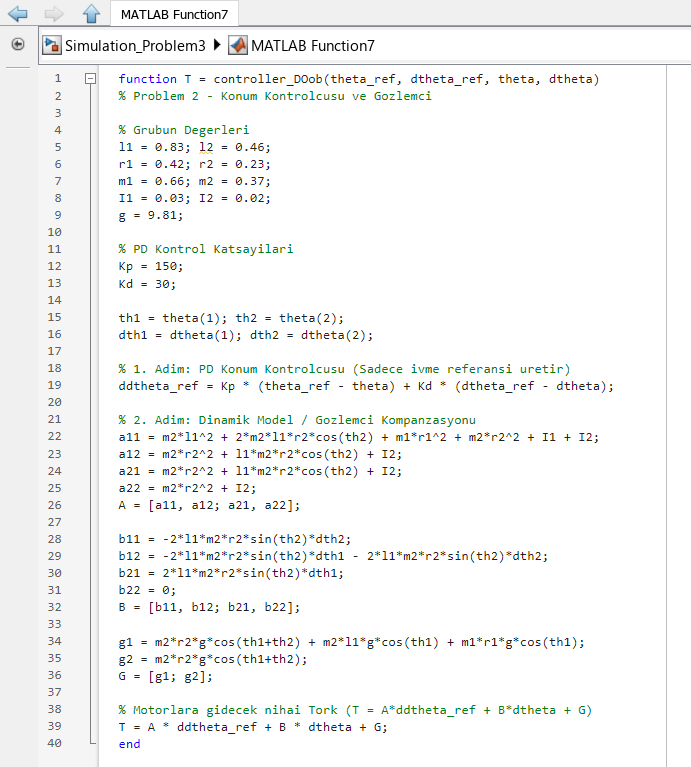 MATLAB Function7
Simulation_Problem3 ▶ MATLAB Function7
1 function T = controller_DOob(theta_ref, dtheta_ref, theta, dtheta)
2 % Problem 2 - Konum Kontrolcusu ve Gozlemci
3
4 % Grubun Degerleri
5 l1 = 0.83; l2 = 0.46;
6 r1 = 0.42; r2 = 0.23;
7 m1 = 0.66; m2 = 0.37;
8 I1 = 0.03; I2 = 0.02;
9 g = 9.81;
10
11 % PD Kontrol Katsayilari
12 Kp = 150;
13 Kd = 30;
14
15 th1 = theta(1); th2 = theta(2);
16 dth1 = dtheta(1); dth2 = dtheta(2);
17
18 % 1. Adim: PD Konum Kontrolcusu (Sadece ivme referansi uretir)
19 ddtheta_ref = Kp * (theta_ref - theta) + Kd * (dtheta_ref - dtheta);
20
21 % 2. Adim: Dinamik Model / Gozlemci Kompanzasyonu
22 a11 = m2*l1^2 + 2*m2*l1*r2*cos(th2) + m1*r1^2 + m2*r2^2 + I1 + I2;
23 a12 = m2*r2^2 + l1*m2*r2*cos(th2) + I2;
24 a21 = m2*r2^2 + l1*m2*r2*cos(th2) + I2;
25 a22 = m2*r2^2 + I2;
26 A = [a11, a12; a21, a22];
27
28 b11 = -2*l1*m2*r2*sin(th2)*dth2;
29 b12 = -2*l1*m2*r2*sin(th2)*dth1 - 2*l1*m2*r2*sin(th2)*dth2;
30 b21 = 2*l1*m2*r2*sin(th2)*dth1;
31 b22 = 0;
32 B = [b11, b12; b21, b22];
33
34 g1 = m2*r2*g*cos(th1+th2) + m2*l1*g*cos(th1) + m1*r1*g*cos(th1);
35 g2 = m2*r2*g*cos(th1+th2);
36 G = [g1; g2];
37
38 % Motorlara gidecek nihai Tork (T = A*ddtheta_ref + B*dtheta + G)
39 T = A * ddtheta_ref + B * dtheta + G;
40 end